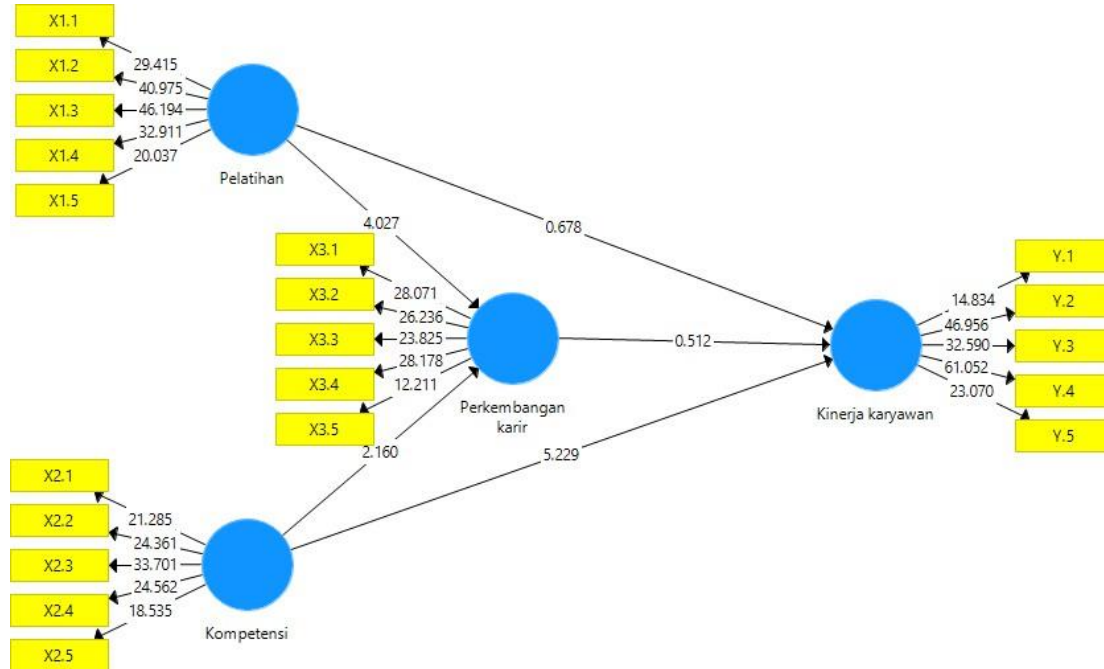 X1.1
X1.2
X1.3
X1.4
X1.5
29.415
40.975
46.194
32.911
20.037
Pelatihan
4.027
0.678
X3.1
X3.2
X3.3
X3.4
X3.5
28.071
26.236
23.825
28.178
12.211
Perkembangan
karir
0.512
2.160
5.229
Y.1
Y.2
Y.3
Y.4
Y.5
14.834
46.956
32.590
61.052
23.070
Kinerja karyawan
X2.1
X2.2
X2.3
X2.4
X2.5
21.285
24.361
33.701
24.562
18.535
Kompetensi